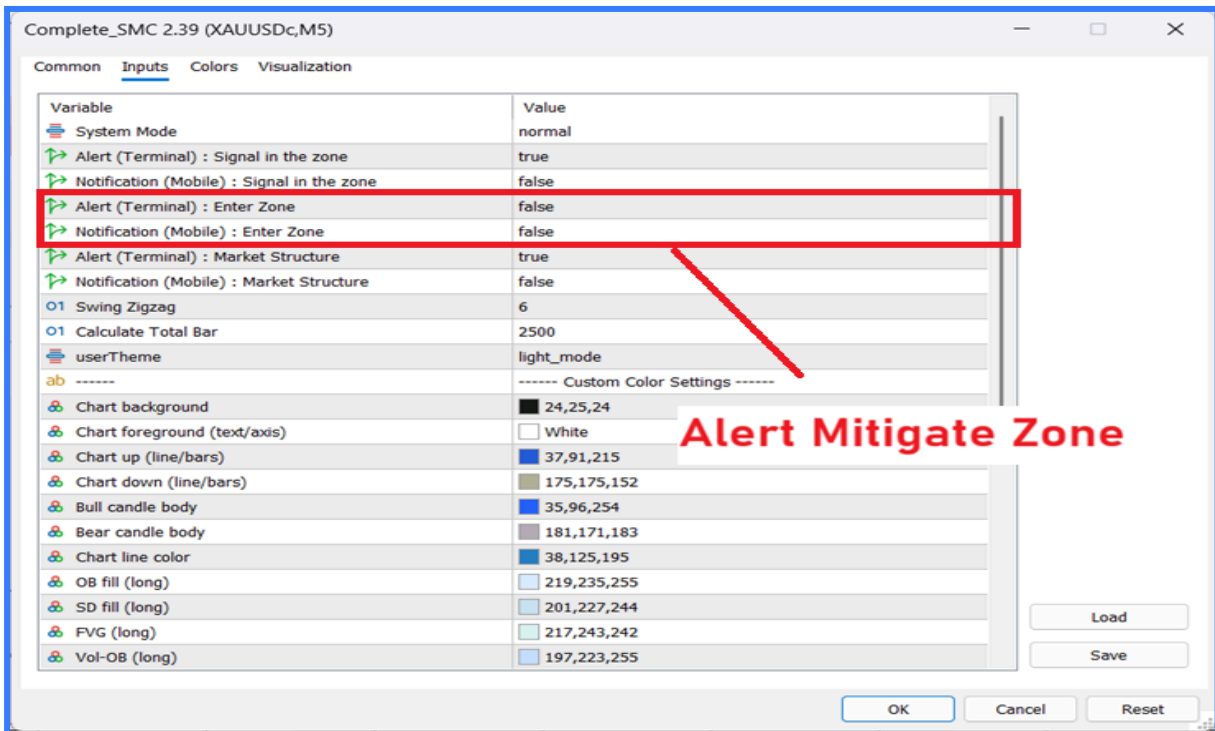 Complete_SMC 2.39 (XAUUSDc,M5)
Common Inputs Colors Visualization
Variable Value
System Mode normal
Alert (Terminal) : Signal in the zone true
Notification (Mobile) : Signal in the zone false
Alert (Terminal) : Enter Zone false
Notification (Mobile) : Enter Zone false
Alert (Terminal) : Market Structure true
Notification (Mobile) : Market Structure false
01 Swing Zigzag 6
01 Calculate Total Bar 2500
userTheme light_mode
ab ------ ------ Custom Color Settings ------
Chart background 24,25,24
Chart foreground (text/axis) White
Alert Mitigate Zone
Chart up (line/bars) 37,91,215
Chart down (line/bars) 175,175,152
Bull candle body 35,96,254
Bear candle body 181,171,183
Chart line color 38,125,195
OB fill (long) 219,235,255
SD fill (long) 201,227,244
Load
FVG (long) 217,243,242
Vol-OB (long) 197,223,255
Save
OK Cancel Reset